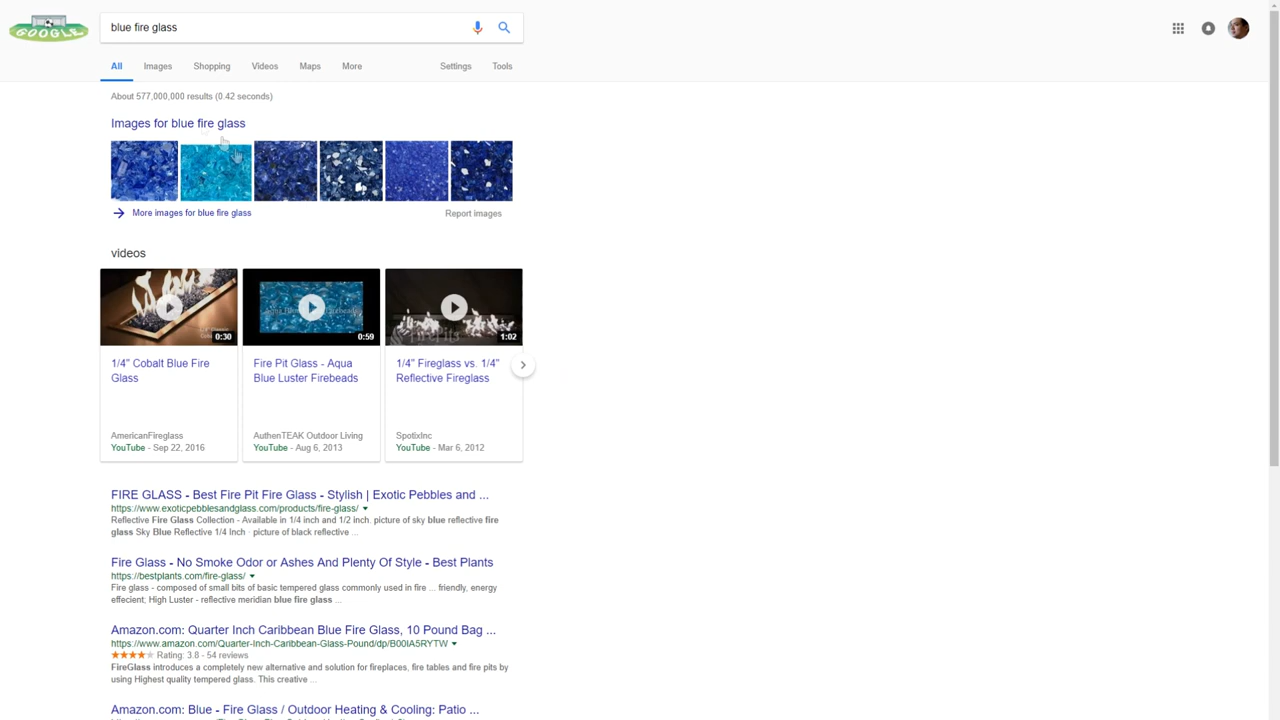 GOOGLE
blue fire glass
All Images Shopping Videos Maps More Settings Tools
About 577,000,000 results (0.42 seconds)
Images for blue fire glass
More images for blue fire glass
Report images
videos
0:30
0:59
1:02
1/4" Cobalt Blue Fire
Glass
AmericanFireglass
YouTube - Sep 22, 2016
Fire Pit Glass - Aqua
Blue Luster Firebeads
AuthenTEAK Outdoor Living
YouTube - Aug 6, 2013
1/4" Fireglass vs. 1/4"
Reflective Fireglass
SpotixInc
YouTube - Mar 6, 2012
FIRE GLASS - Best Fire Pit Fire Glass - Stylish | Exotic Pebbles and ...
https://www.exoticpebblesandglass.com/products/fire-glass/
Reflective Fire Glass Collection - Available in 1/4 inch and 1/2 inch. picture of sky blue reflective fire
glass Sky Blue Reflective 1/4 Inch · picture of black reflective ...
Fire Glass - No Smoke Odor or Ashes And Plenty Of Style - Best Plants
https://bestplants.com/fire-glass/
Fire glass - composed of small bits of basic tempered glass commonly used in fire ... friendly, energy
effecient; High Luster - reflective meridian blue fire glass ...
Amazon.com: Quarter Inch Caribbean Blue Fire Glass, 10 Pound Bag ...
https://www.amazon.com/Quarter-Inch-Caribbean-Glass-Pound/dp/B00IA5RYTW
Rating: 3.8 - 54 reviews
FireGlass introduces a completely new alternative and solution for fireplaces, fire tables and fire pits by
using Highest quality tempered glass. This creative ...
Amazon.com: Blue - Fire Glass / Outdoor Heating & Cooling: Patio ...